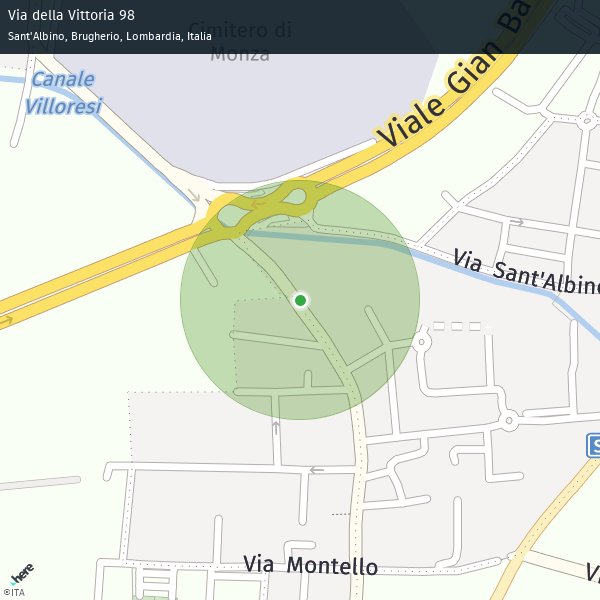 Via della Vittoria 98
Sant'Albino, Brugherio, Lombardia, Italia
Cimitero di
Monza
Canale
Villoresi
Viale Gian Ba
Via Sant'Albino
S
Via Montello
Vi
here
©ITA